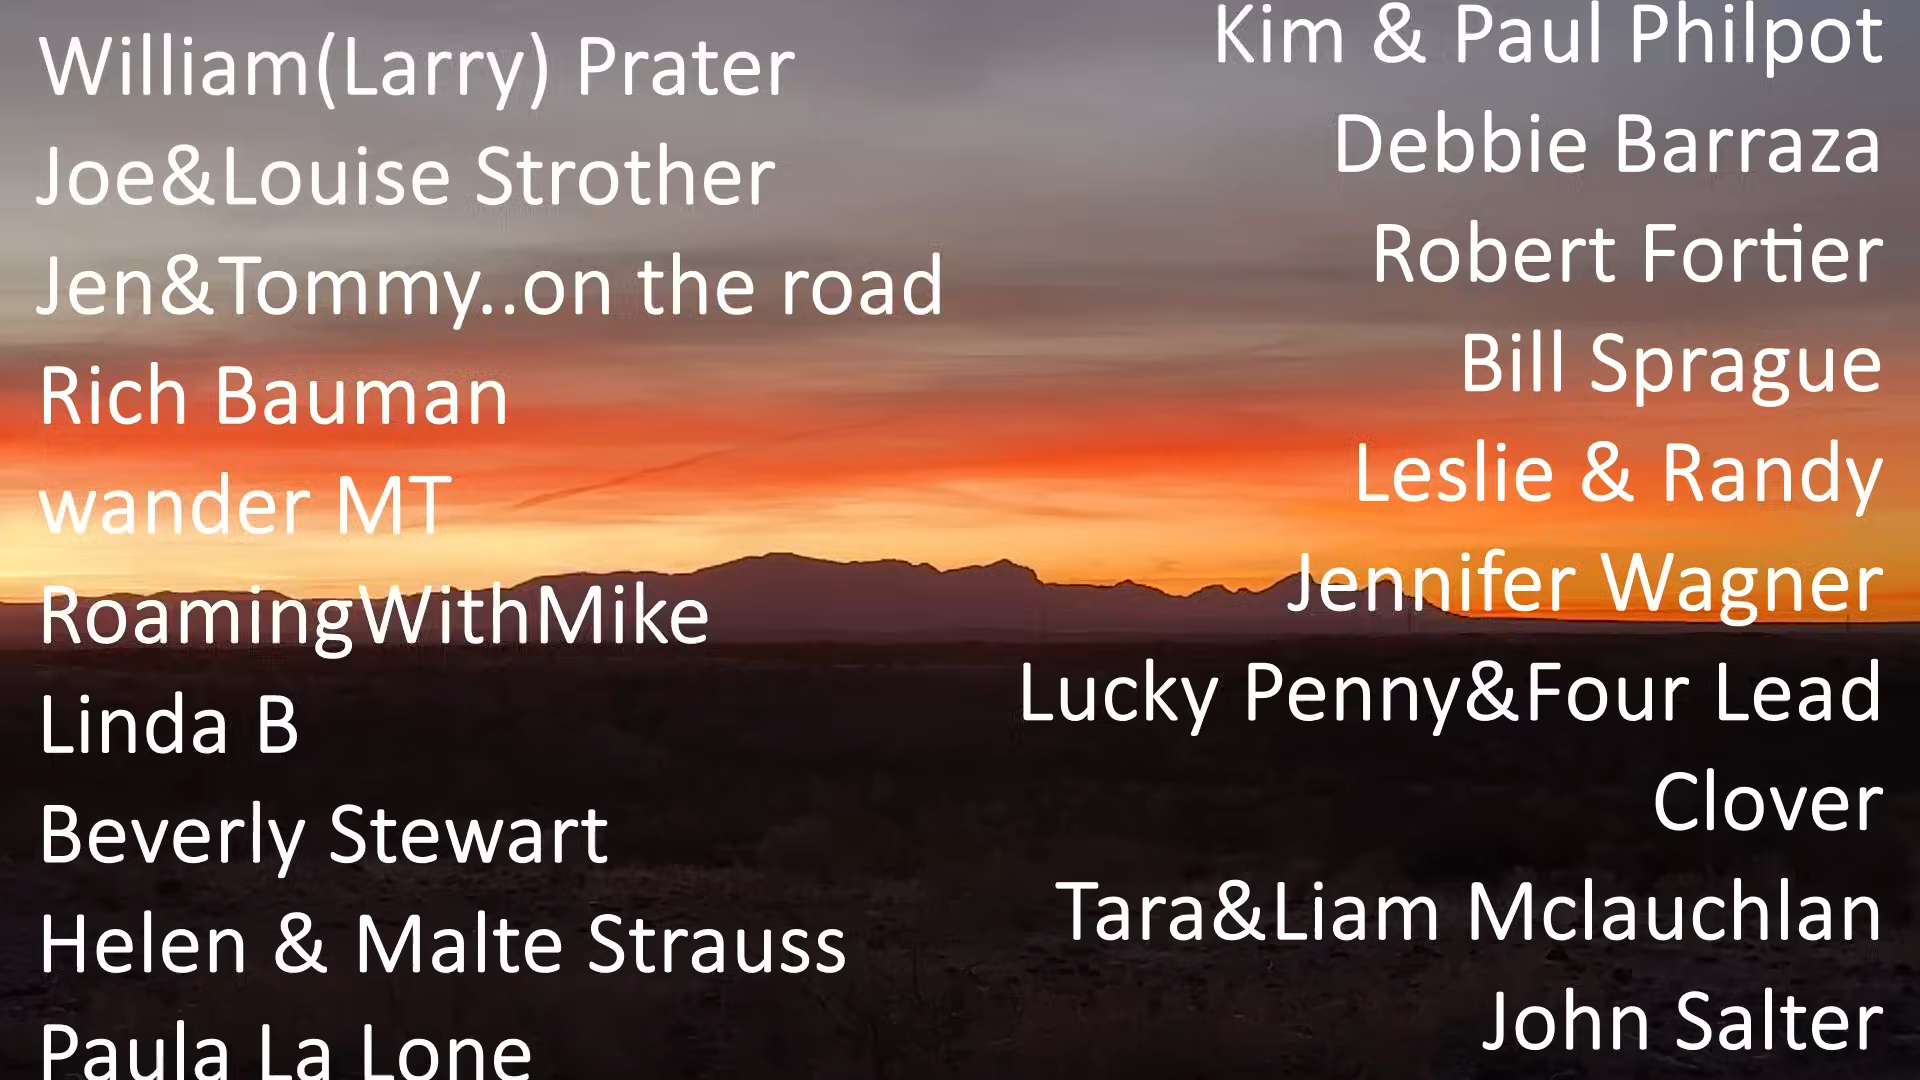 William(Larry) Prater
Joe&Louise Strother
Jen&Tommy..on the road
Rich Bauman
wander MT
RoamingWithMike
Linda B
Beverly Stewart
Helen & Malte Strauss
Paula La Lone
Kim & Paul Philpot
Debbie Barraza
Robert Fortier
Bill Sprague
Leslie & Randy
Jennifer Wagner
Lucky Penny&Four Lead
Clover
Tara&Liam Mclauchlan
John Salter